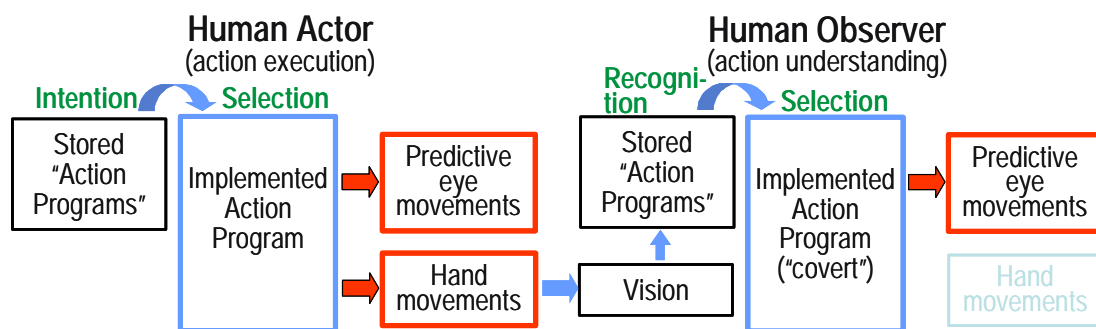 Human Actor
(action execution)
Intention
Selection
Stored
“Action
Programs”
Implemented
Action
Program
Predictive
eye
movements
Hand
movements
Vision
Human Observer
(action understanding)
Recogni-
tion
Selection
Stored
“Action
Programs”
Implemented
Action
Program
(“covert”)
Predictive
eye
movements
Hand
movements